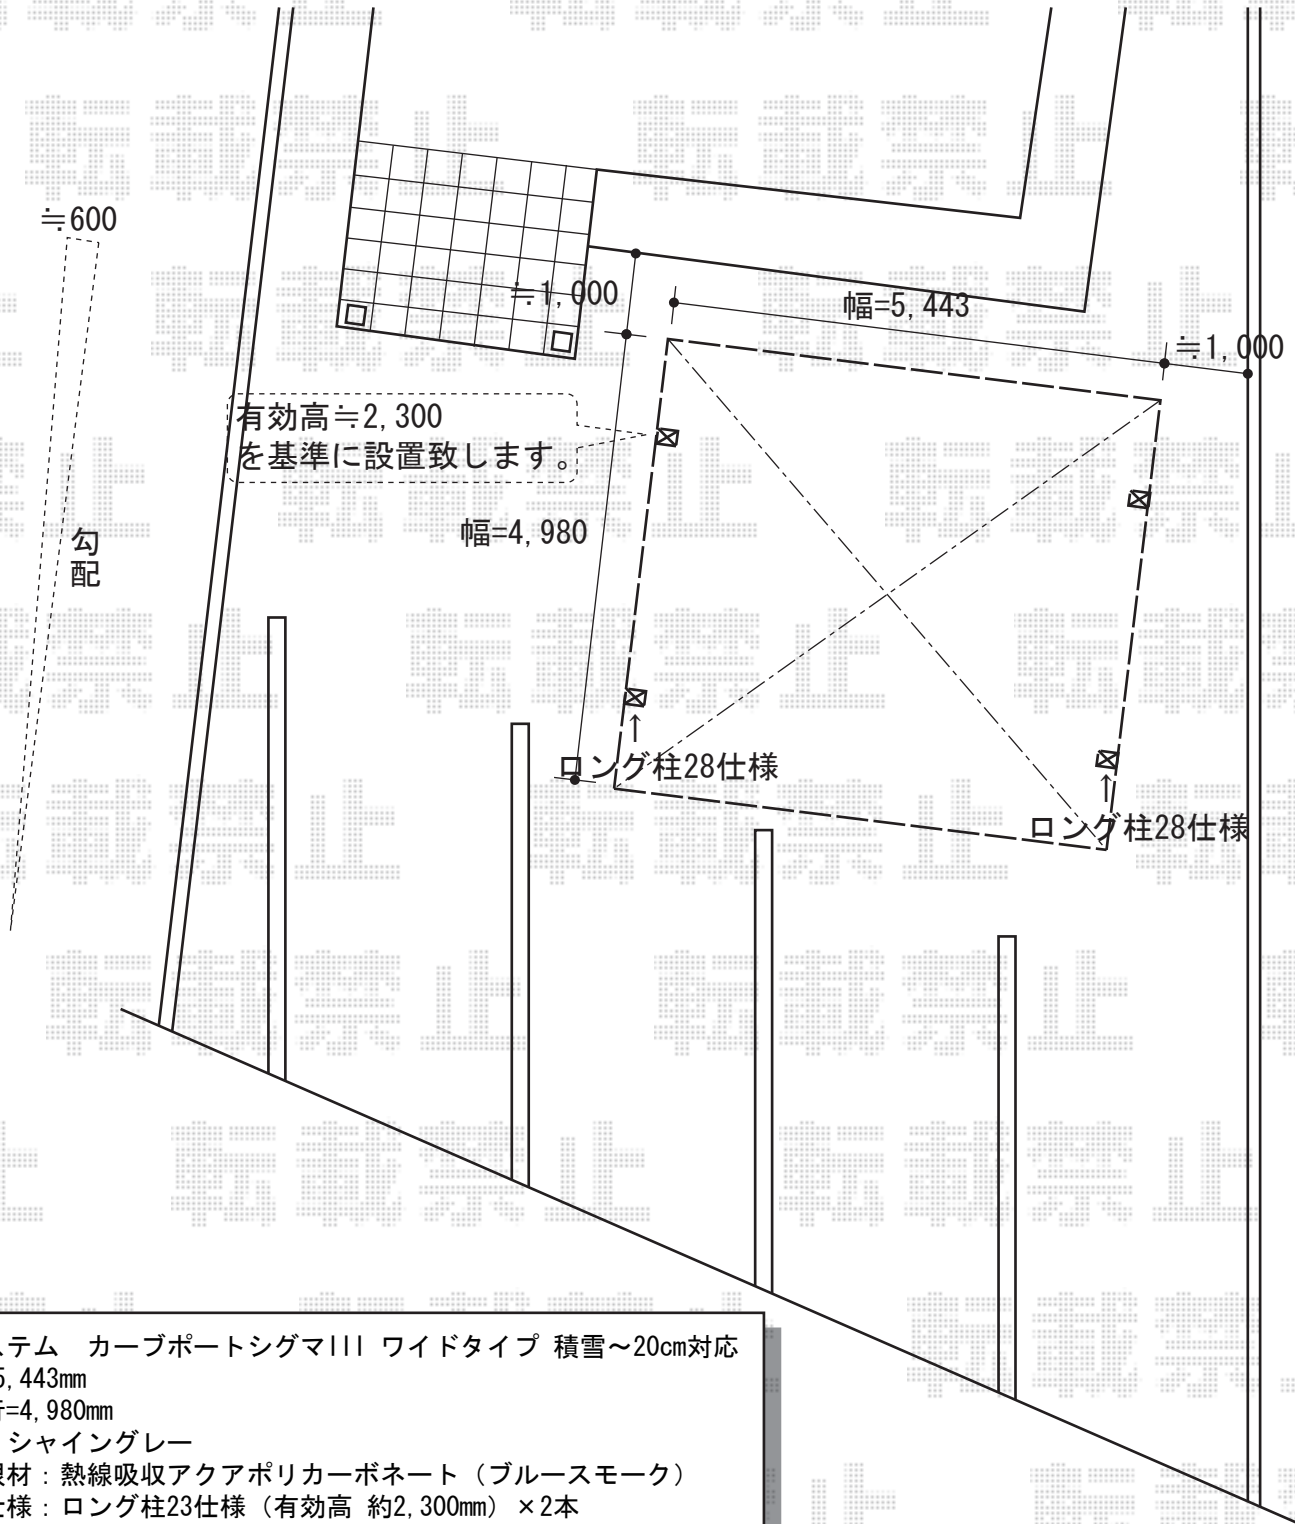 ≒600
≒1,000
幅=5,443
≒1,000
有効高≒2,300
を基準に設置致します。
幅=4,980
勾配
↑
ロング柱28仕様
↑
ロング柱28仕様
ステム カーブポートシグマIII ワイドタイプ 積雪～20cm対応
5,443mm
=4,980mm
シャイングレー
材：熱線吸収アクアポリカーボネート（ブルースモーク）
仕様：ロング柱23仕様（有効高 約2,300mm）×2本
転載禁止